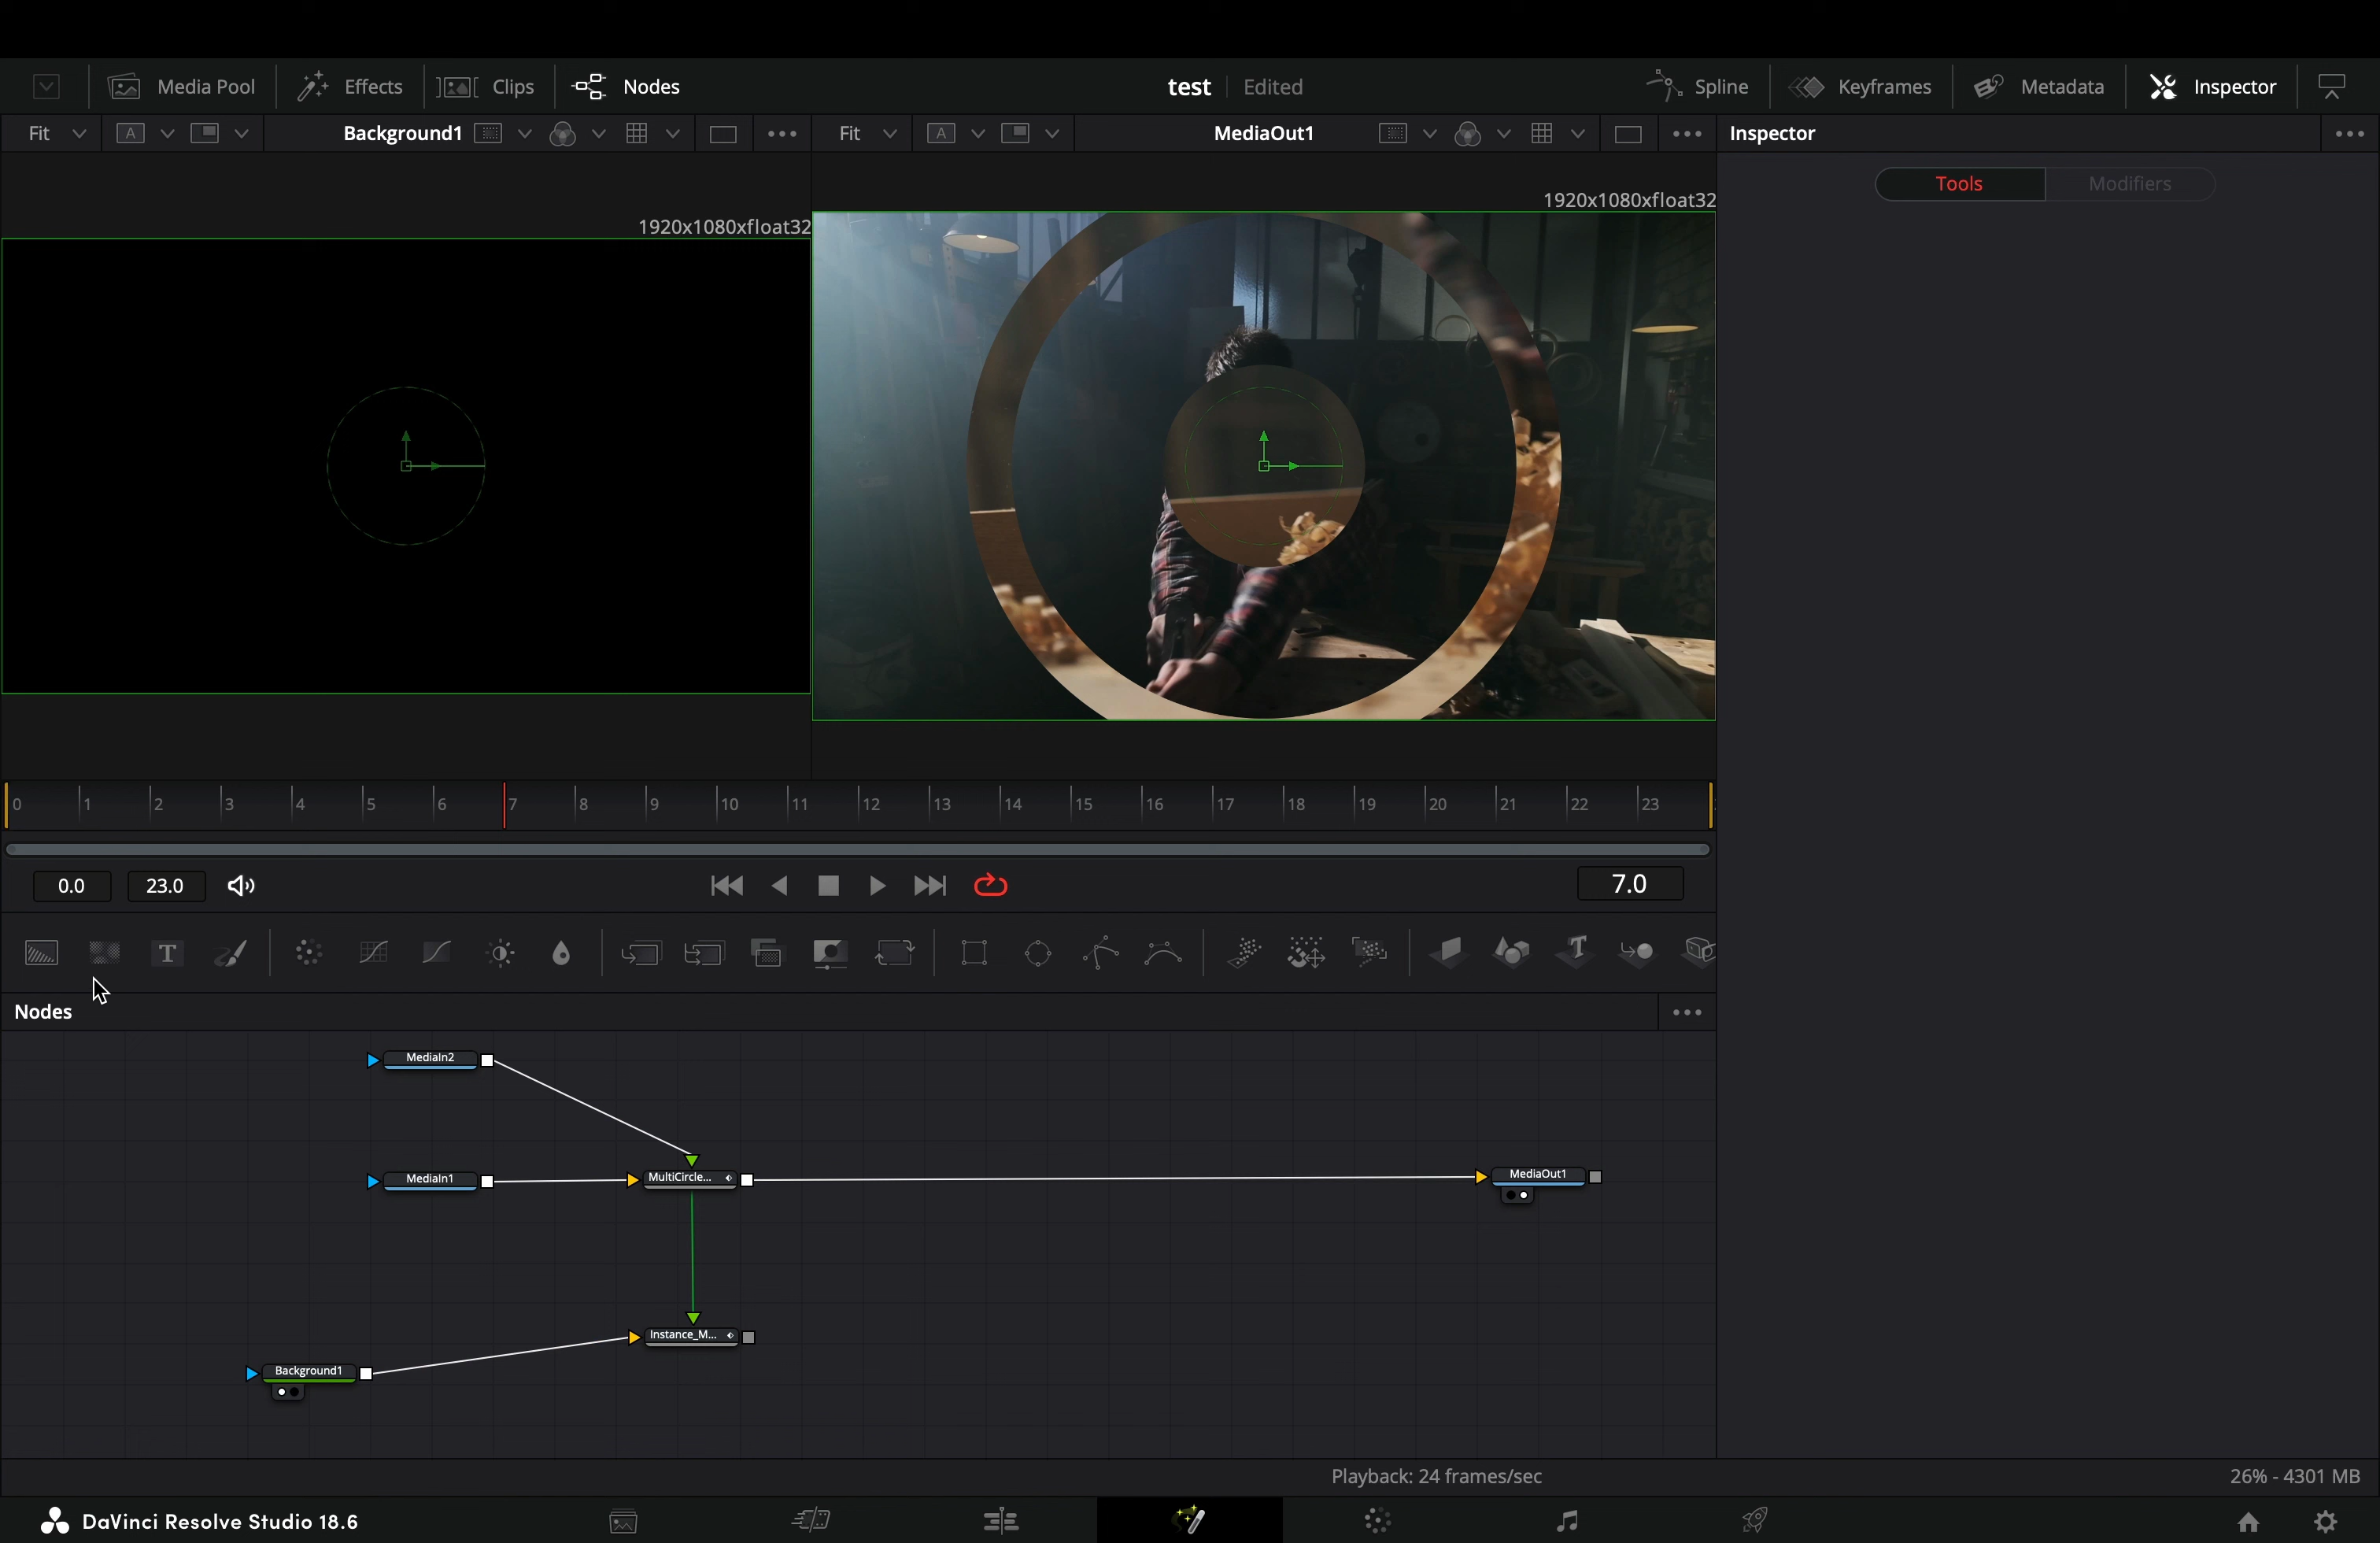 Media Pool Effects Clips Nodes test Edited Spline Keyframes Metadata Inspector
Fit A Background1 Fit A MediaOut1 Inspector
Tools Modifiers
1920x1080xfloat32
1920x1080xfloat32
0 1 2 3 4 5 6 7 8 9 10 11 12 13 14 15 16 17 18 19 20 21 22 23
0.0 23.0 7.0
T
Nodes
MediaIn2
MediaIn1
MultiCircle...
MediaOut1
Instance_M...
Background1
Playback: 24 frames/sec 26% - 4301 MB
DaVinci Resolve Studio 18.6